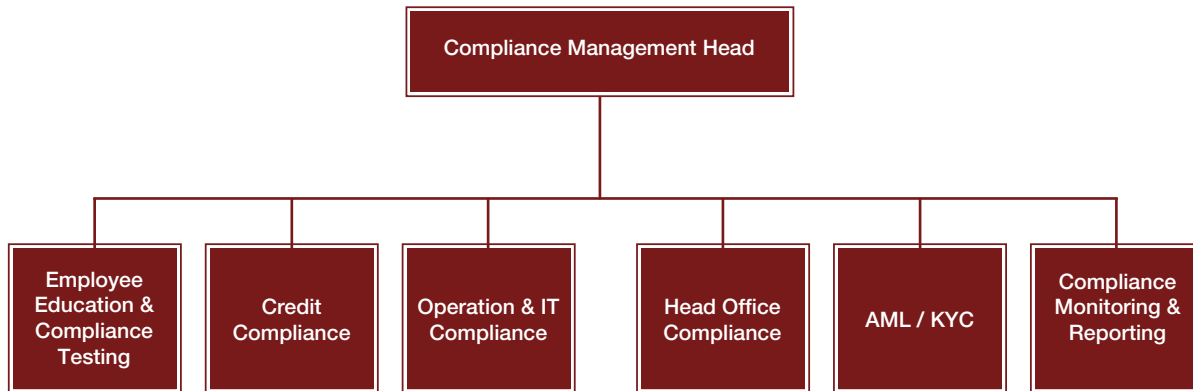 Compliance Management Head
Employee
Education &
Compliance
Testing
Credit
Compliance
Operation & IT
Compliance
Head Office
Compliance
AML / KYC
Compliance
Monitoring &
Reporting